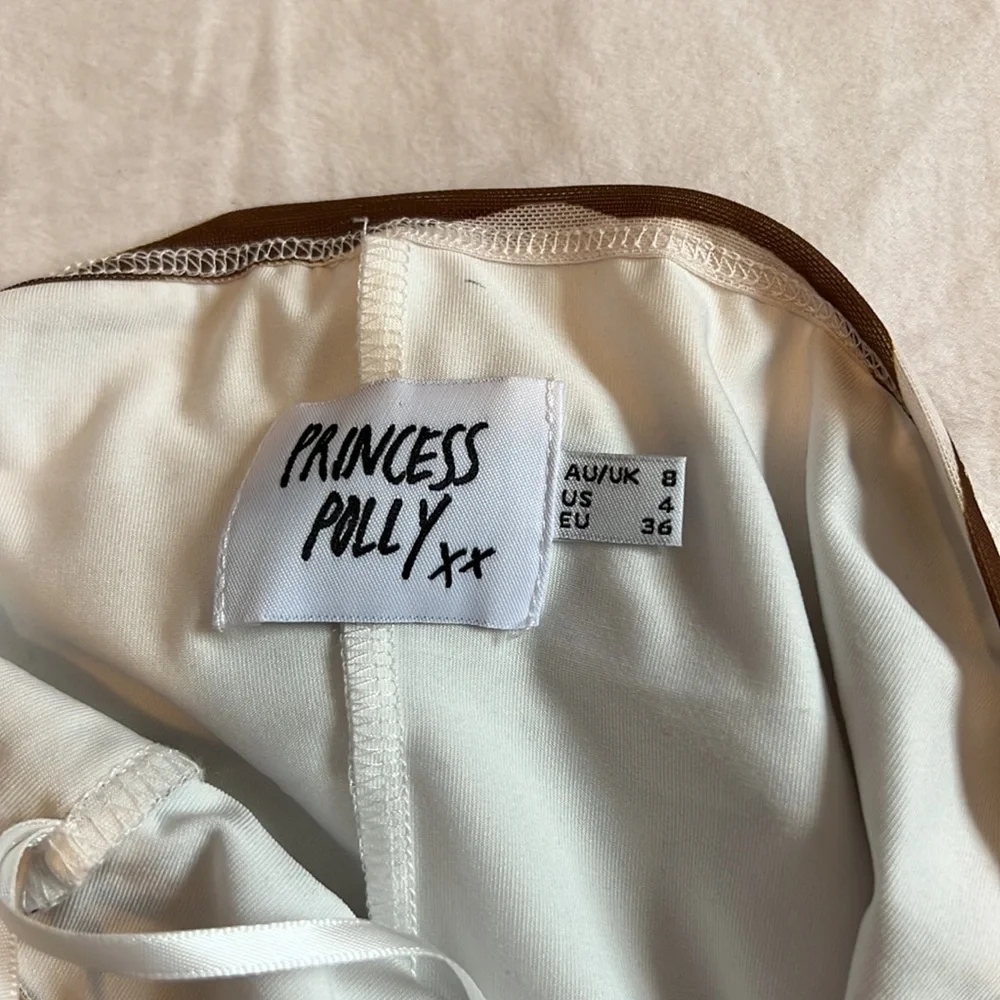 PRINCESS
POLLY xx
AU/UK 8
US 4
EU 36